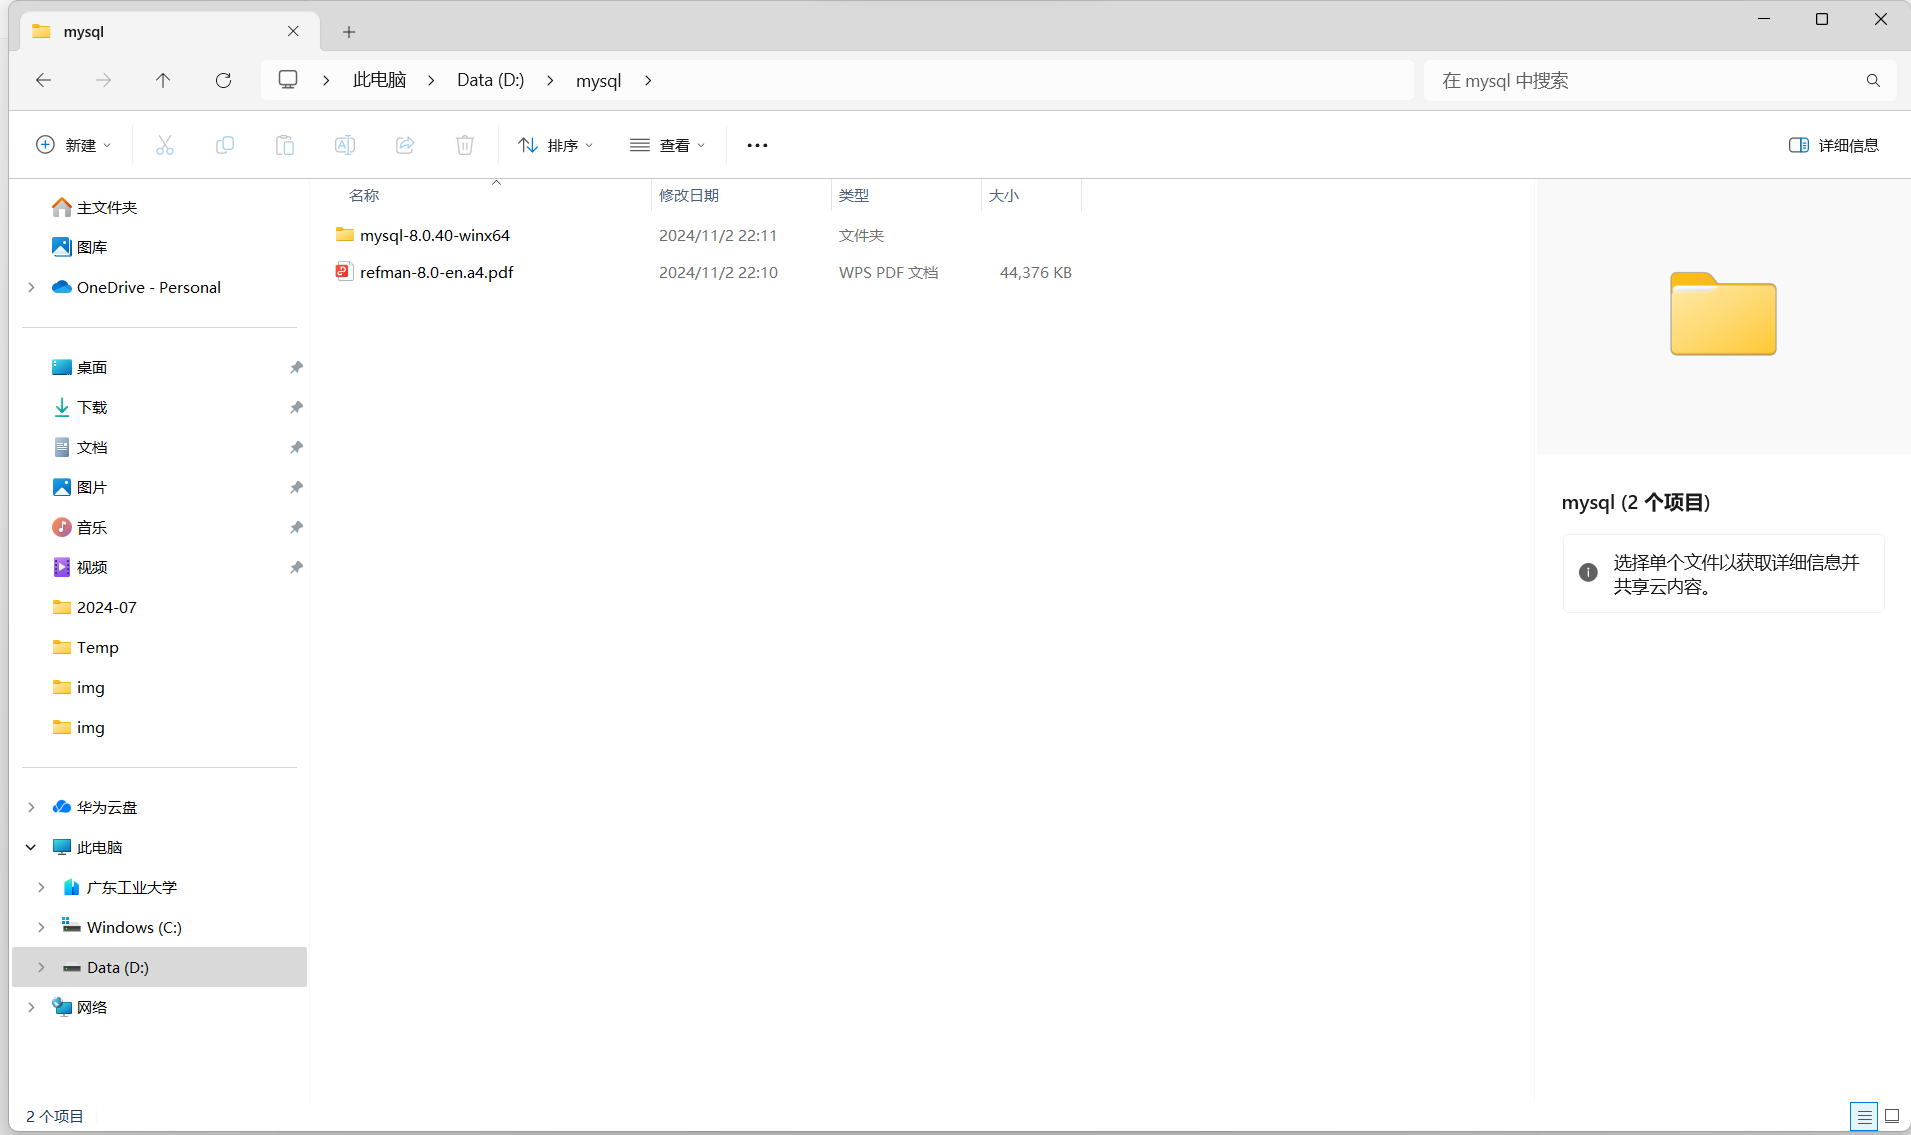 mysql
此电脑
Data (D:)
mysql
在 mysql 中搜索
新建
排序
查看
详细信息
主文件夹
图库
OneDrive - Personal
桌面
下载
文档
图片
音乐
视频
2024-07
Temp
img
img
华为云盘
此电脑
广东工业大学
Windows (C:)
Data (D:)
网络
名称 修改日期 类型 大小
mysql-8.0.40-winx64 2024/11/2 22:11 文件夹
refman-8.0-en.a4.pdf 2024/11/2 22:10 WPS PDF 文档 44,376 KB
mysql (2 个项目)
选择单个文件以获取详细信息并
共享云内容。
2 个项目